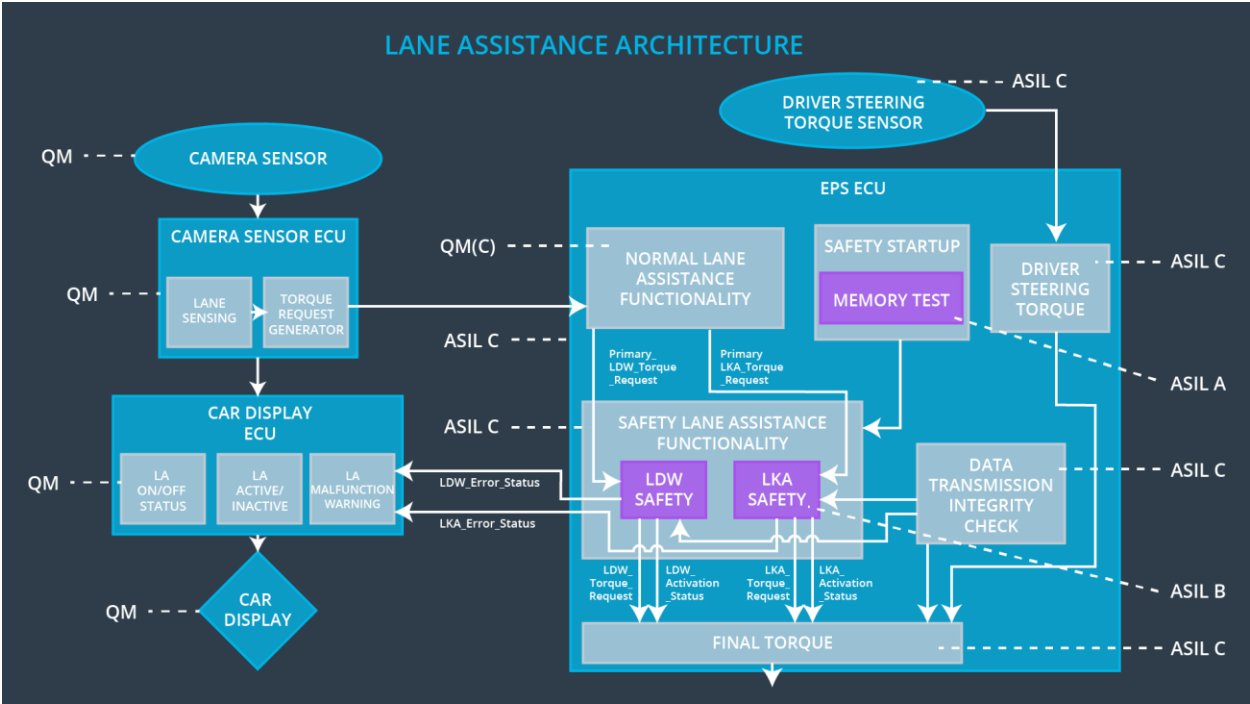 LANE ASSISTANCE ARCHITECTURE
ASIL C
DRIVER STEERING
TORQUE SENSOR
QM
CAMERA SENSOR
EPS ECU
CAMERA SENSOR ECU
QM(C)
NORMAL LANE
ASSISTANCE
FUNCTIONALITY
SAFETY STARTUP
MEMORY TEST
DRIVER
STEERING
TORQUE
ASIL C
QM
LANE
SENSING
TORQUE
REQUEST
GENERATOR
ASIL C
Primary_
LDW_Torque
_Request
Primary
LKA_Torque
_Request
ASIL A
CAR DISPLAY
ECU
ASIL C
SAFETY LANE ASSISTANCE
FUNCTIONALITY
QM
LA
ON/OFF
STATUS
LA
ACTIVE/
INACTIVE
LA
MALFUNCTION
WARNING
LDW_Error_Status
LKA_Error_Status
LDW
SAFETY
LKA
SAFETY
DATA
TRANSMISSION
INTEGRITY
CHECK
ASIL C
LDW_
Torque_
Request
LDW_
Activation
_Status
LKA_
Torque_
Request
LKA_
Activation
_Status
ASIL B
QM
CAR
DISPLAY
FINAL TORQUE
ASIL C